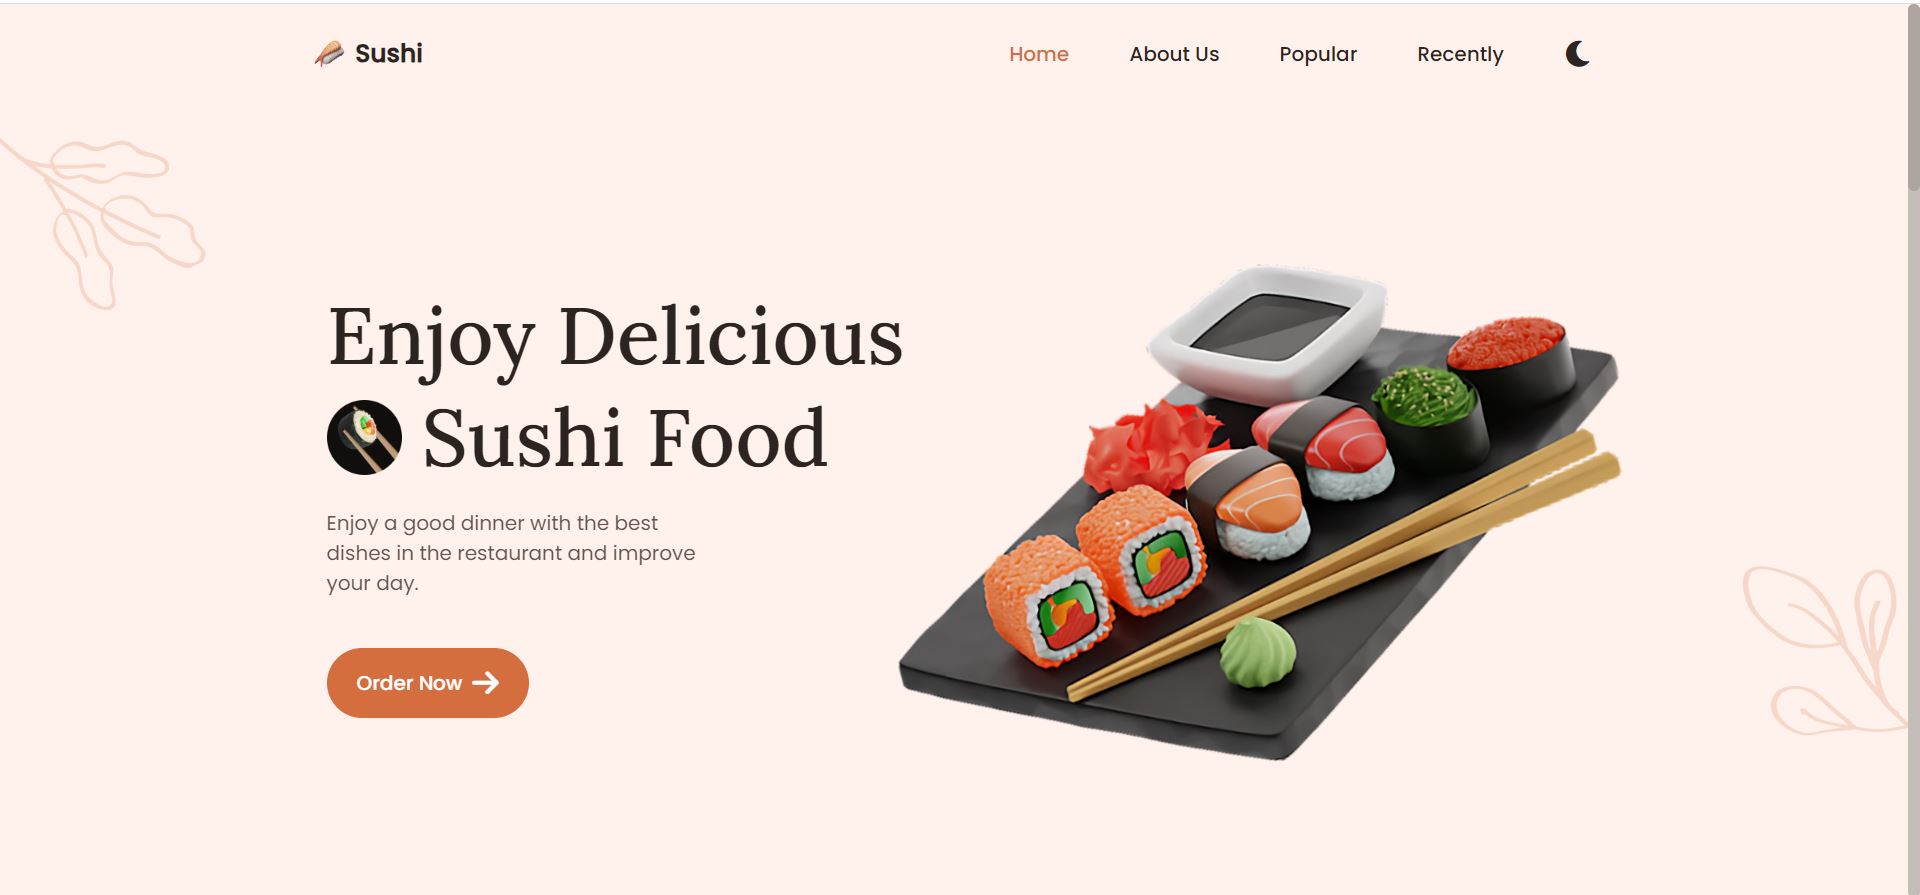 Sushi
Home About Us Popular Recently
Enjoy Delicious
Sushi Food
Enjoy a good dinner with the best
dishes in the restaurant and improve
your day.
Order Now